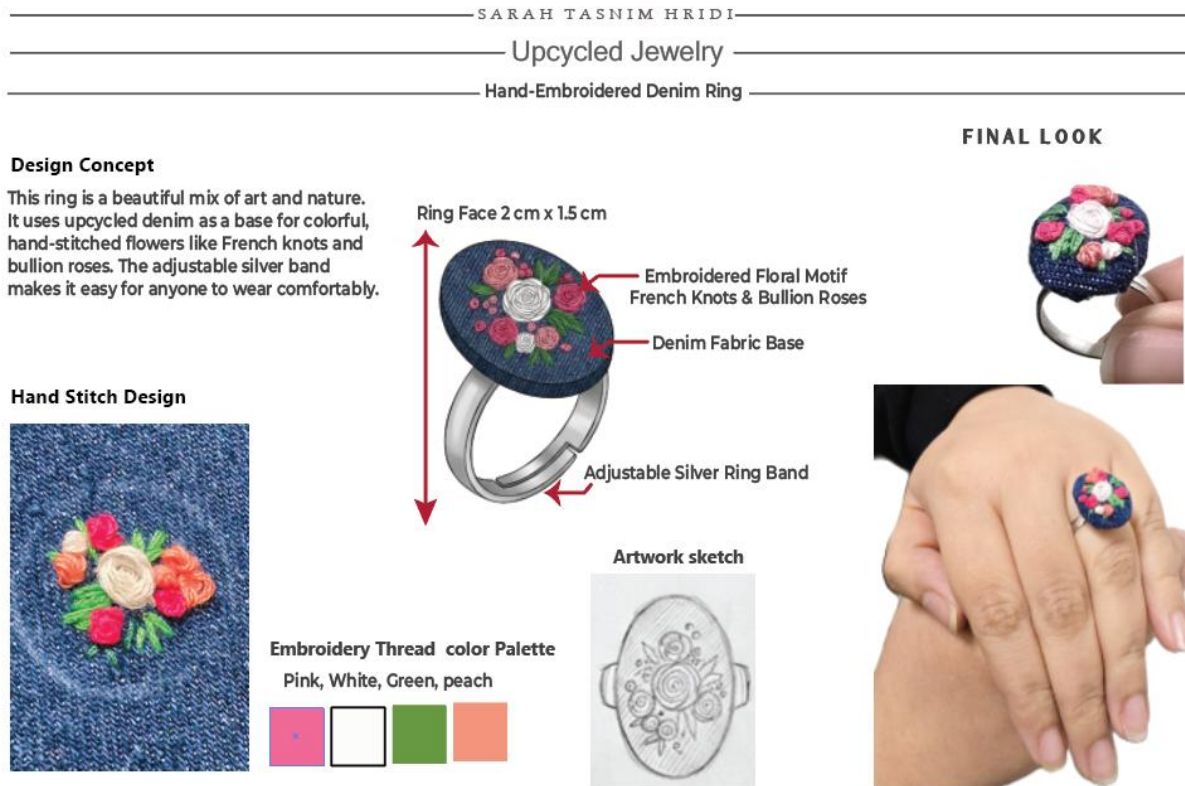 SARAH TASNIM HRIDI
Upcycled Jewelry
Hand-Embroidered Denim Ring
FINAL LOOK
Design Concept
This ring is a beautiful mix of art and nature.
It uses upcycled denim as a base for colorful,
hand-stitched flowers like French knots and
bullion roses. The adjustable silver band
makes it easy for anyone to wear comfortably.
Ring Face 2 cm x 1.5 cm
Embroidered Floral Motif
French Knots & Bullion Roses
Denim Fabric Base
Adjustable Silver Ring Band
Hand Stitch Design
Artwork sketch
Embroidery Thread color Palette
Pink, White, Green, peach